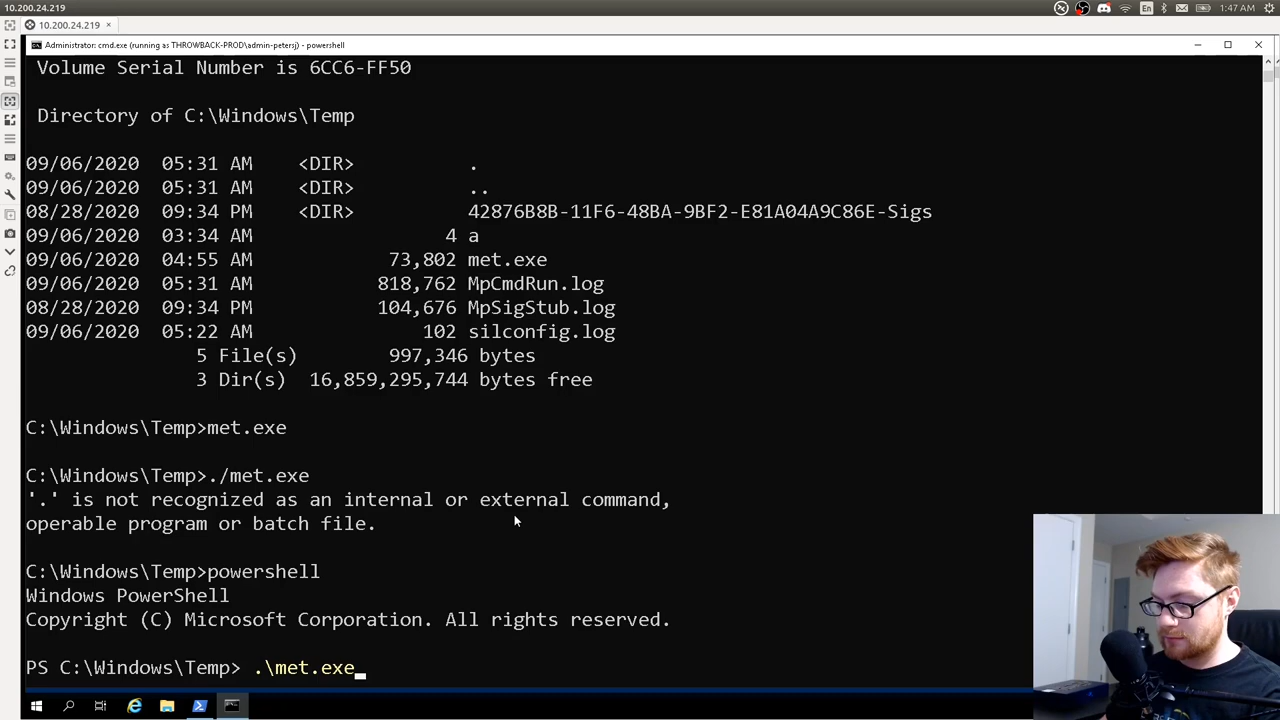 10.200.24.219
En
1:47 AM
10.200.24.219 ×
Administrator: cmd.exe (running as THROWBACK-PROD\admin-petersj) - powershell
Volume Serial Number is 6CC6-FF50
Directory of C:\Windows\Temp
09/06/2020  05:31 AM    <DIR>          .
09/06/2020  05:31 AM    <DIR>          ..
08/28/2020  09:34 PM    <DIR>          42876B8B-11F6-48BA-9BF2-E81A04A9C86E-Sigs
09/06/2020  03:34 AM                 4 a
09/06/2020  04:55 AM            73,802 met.exe
09/06/2020  05:31 AM           818,762 MpCmdRun.log
08/28/2020  09:34 PM           104,676 MpSigStub.log
09/06/2020  05:22 AM               102 silconfig.log
5 File(s)        997,346 bytes
3 Dir(s)  16,859,295,744 bytes free
C:\Windows\Temp>met.exe
C:\Windows\Temp>./met.exe
'.' is not recognized as an internal or external command,
operable program or batch file.
C:\Windows\Temp>powershell
Windows PowerShell
Copyright (C) Microsoft Corporation. All rights reserved.
PS C:\Windows\Temp> .\met.exe